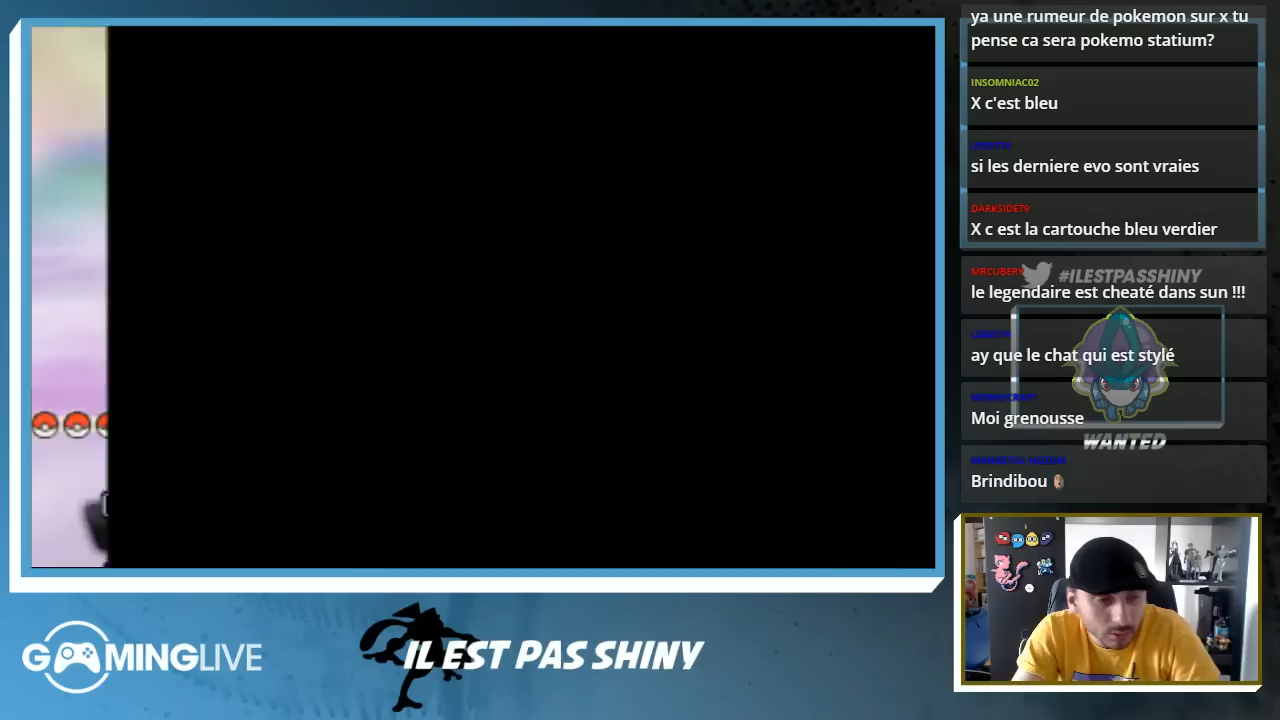 ya une rumeur de pokemon sur x tu
pense ca sera pokemo statium?
INSOMNIAC02
X c'est bleu
si les derniere evo sont vraies
DARKSIDE79
X c est la cartouche bleu verdier
MRCUBERY
#ILESTPASSHINY
le legendaire est cheaté dans sun !!!
ay que le chat qui est stylé
Moi grenousse
WANTED
Brindibou
GAMINGLIVE
IL EST PAS SHINY